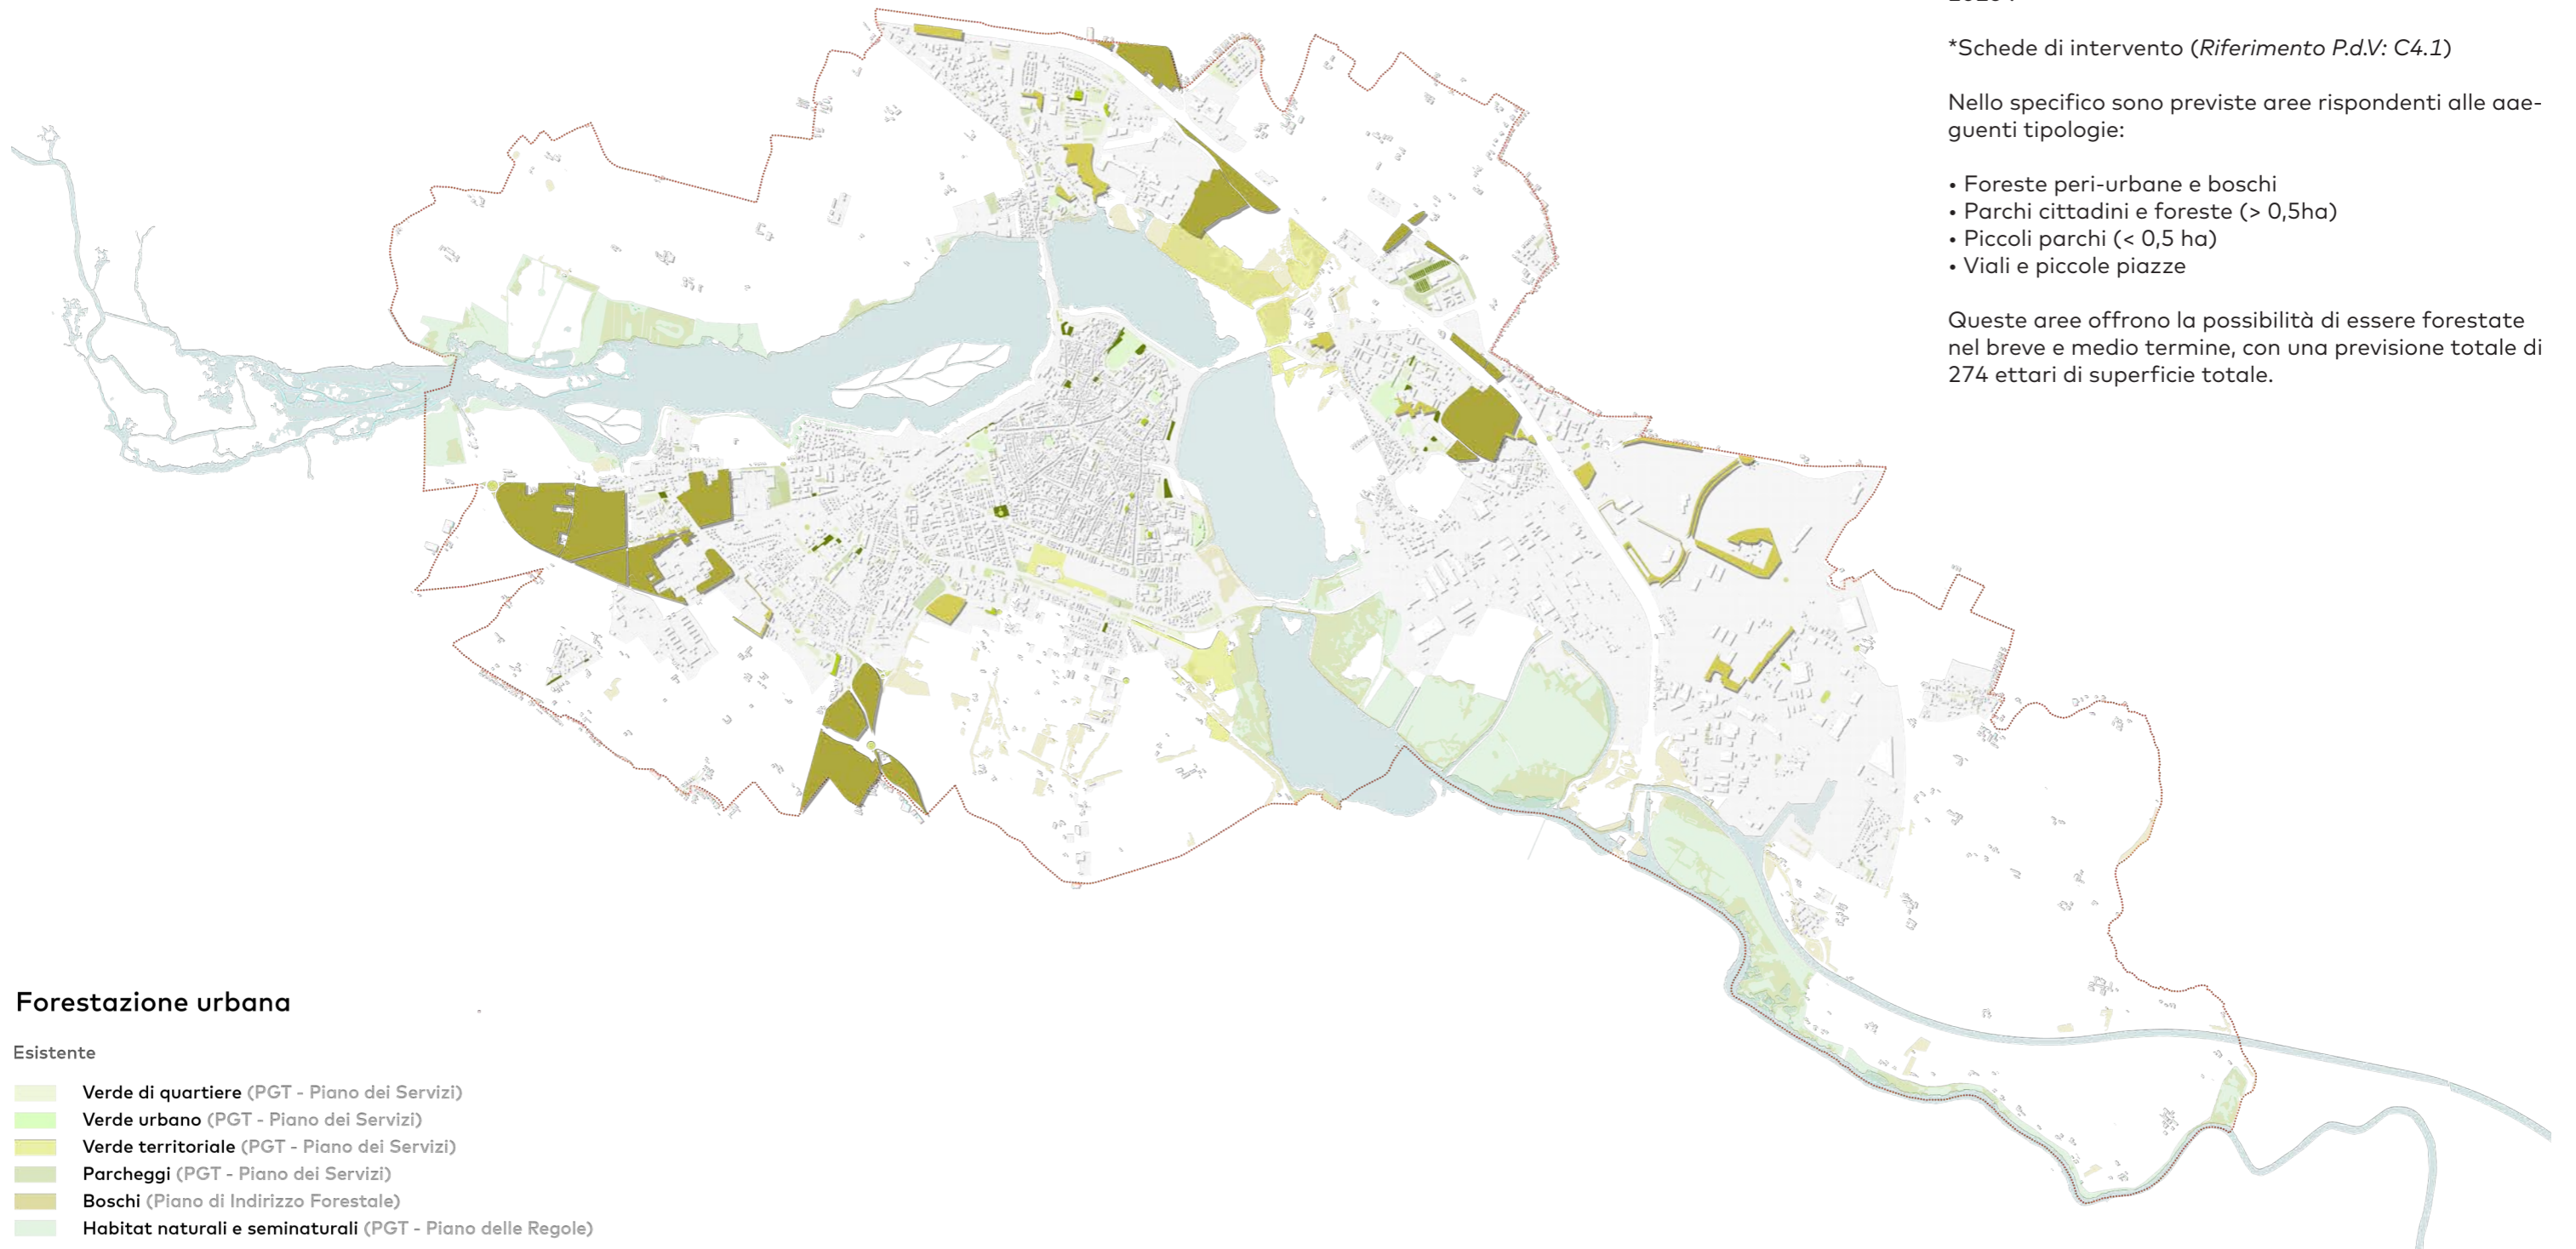 *Schede di intervento (Riferimento P.d.V: C4.1)
Nello specifico sono previste aree rispondenti alle aae-
guenti tipologie:
• Foreste peri-urbane e boschi
• Parchi cittadini e foreste (> 0,5ha)
• Piccoli parchi (< 0,5 ha)
• Viali e piccole piazze
Queste aree offrono la possibilità di essere forestate
nel breve e medio termine, con una previsione totale di
274 ettari di superficie totale.
Forestazione urbana
Esistente
Verde di quartiere (PGT - Piano dei Servizi)
Verde urbano (PGT - Piano dei Servizi)
Verde territoriale (PGT - Piano dei Servizi)
Parcheggi (PGT - Piano dei Servizi)
Boschi (Piano di Indirizzo Forestale)
Habitat naturali e seminaturali (PGT - Piano delle Regole)